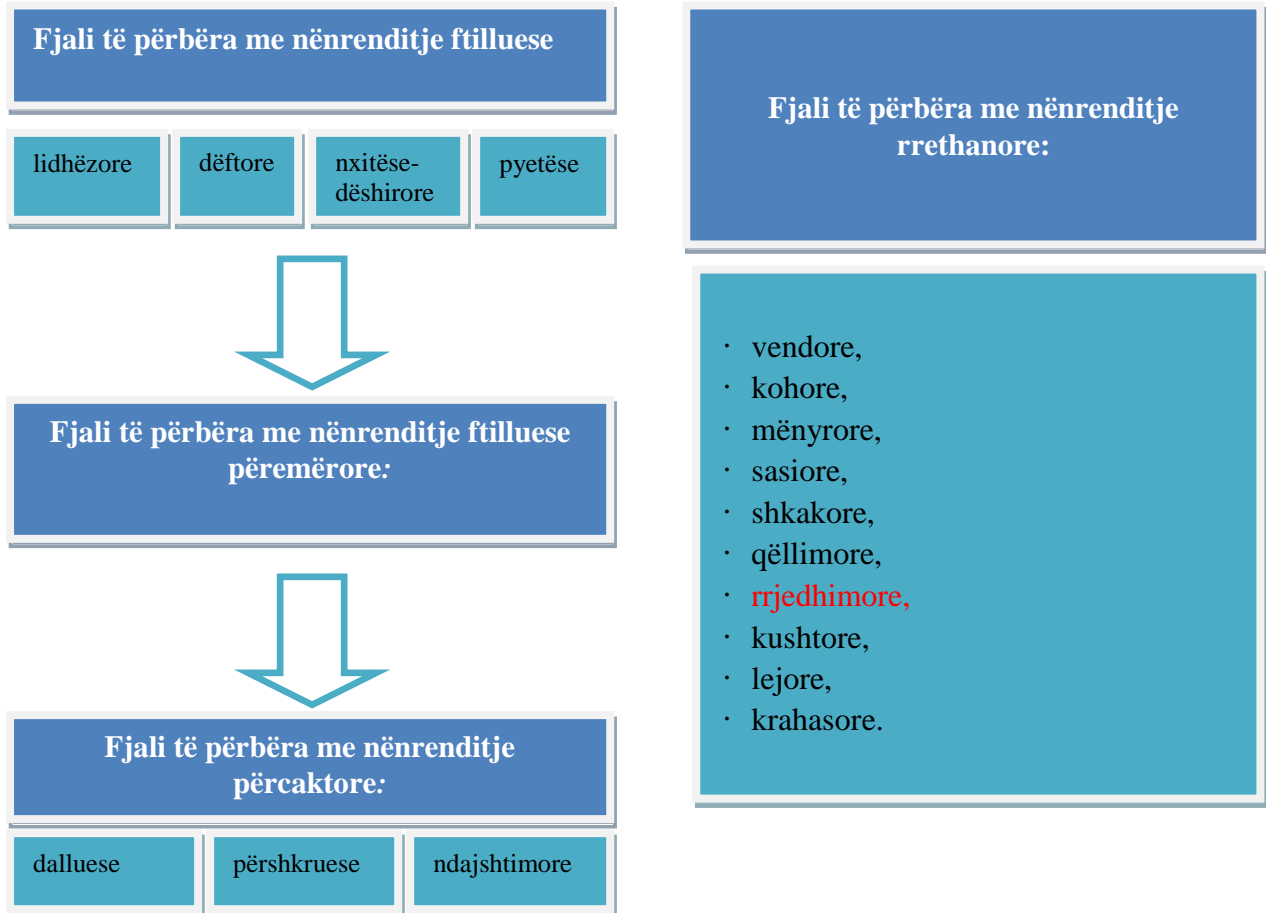 Fjali të përbëra me nënrenditje ftilluese
lidhëzore
dëftore
nxitëse-
dëshirore
pyetëse
Fjali të përbëra me nënrenditje ftilluese
përemërore:
Fjali të përbëra me nënrenditje
përcaktore:
dalluese
përshkruese
ndajshtimore
Fjali të përbëra me nënrenditje
rrethanore:
· vendore,
· kohore,
· mënyrore,
· sasiore,
· shkakore,
· qëllimore,
· rrjedhimore,
· kushtore,
· lejore,
· krahasore.